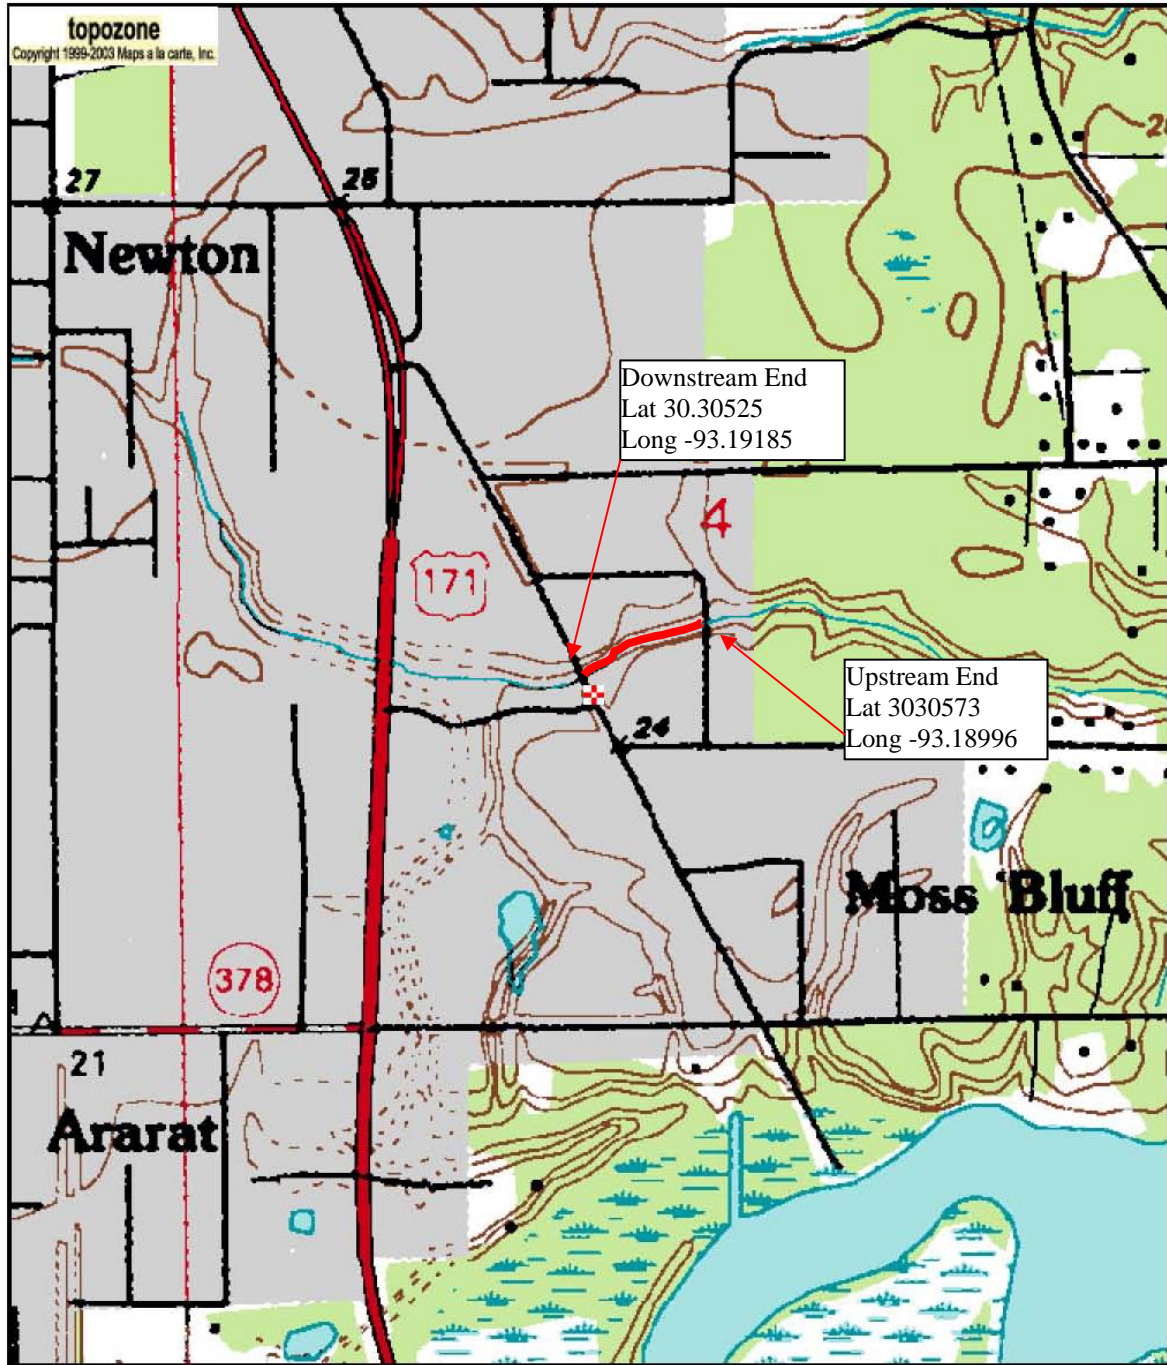 topozone
Copyright 1999-2003 Maps a la carte, Inc.
26
27
Newton
Downstream End
Lat 30.30525
Long -93.19185
4
171
Upstream End
Lat 3030573
Long -93.18996
24
Moss Bluff
378
21
Ararat